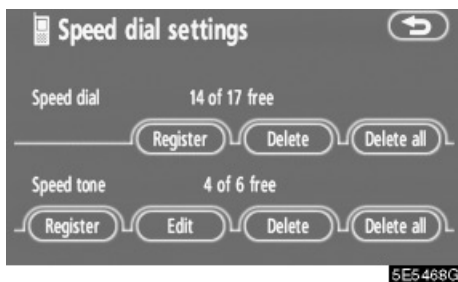 Speed dial settings
Speed dial 14 of 17 free
Register Delete Delete all
Speed tone 4 of 6 free
Register Edit Delete Delete all
5E5468G